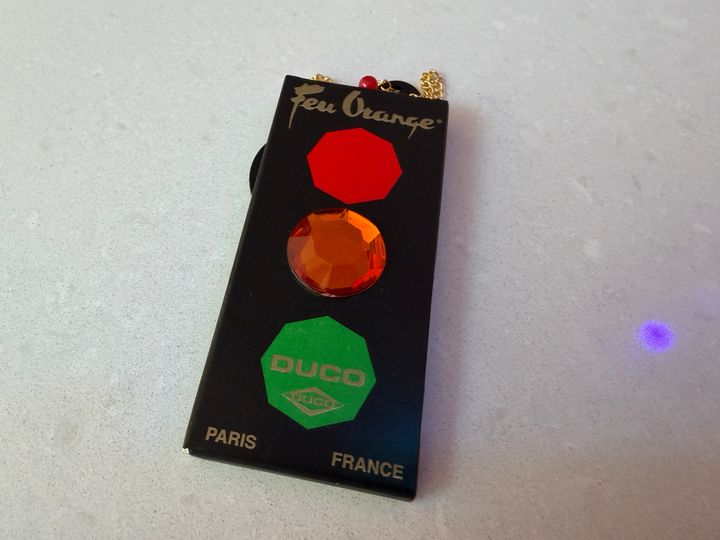 Feu Orange®
DUCO
DUCO
PARIS
FRANCE